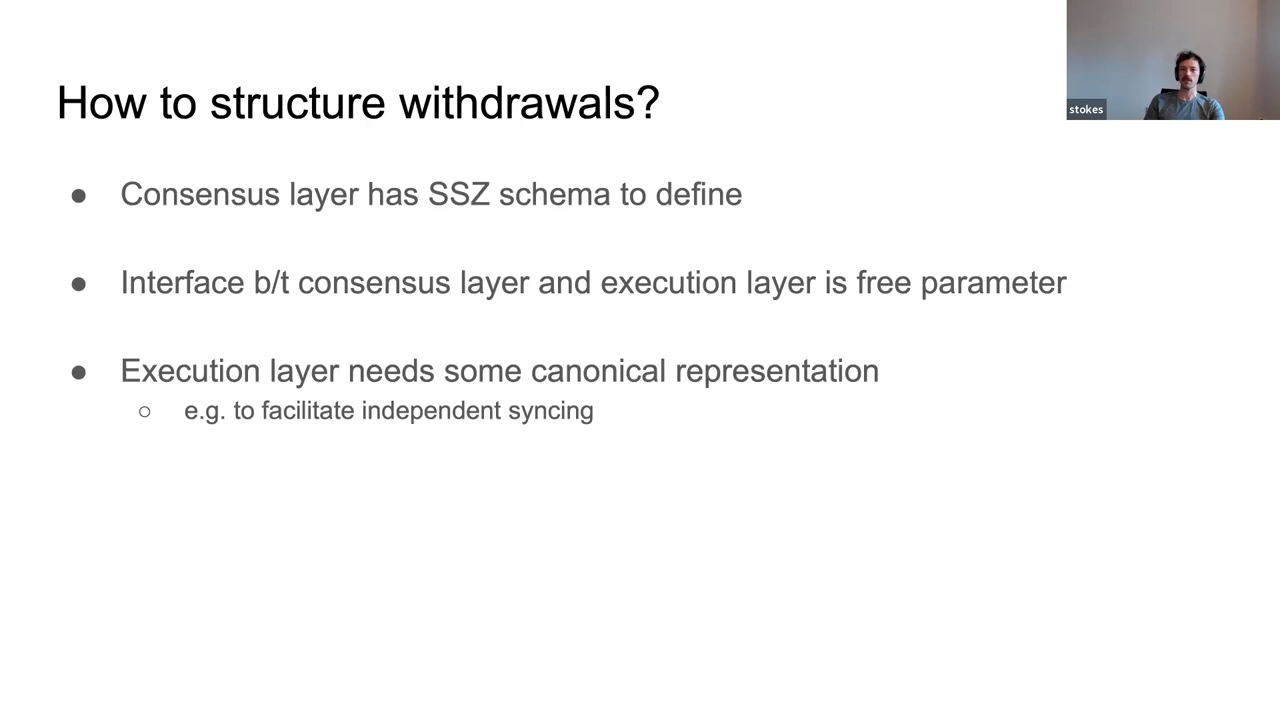 How to structure withdrawals?
● Consensus layer has SSZ schema to define
● Interface b/t consensus layer and execution layer is free parameter
● Execution layer needs some canonical representation
○ e.g. to facilitate independent syncing
stokes